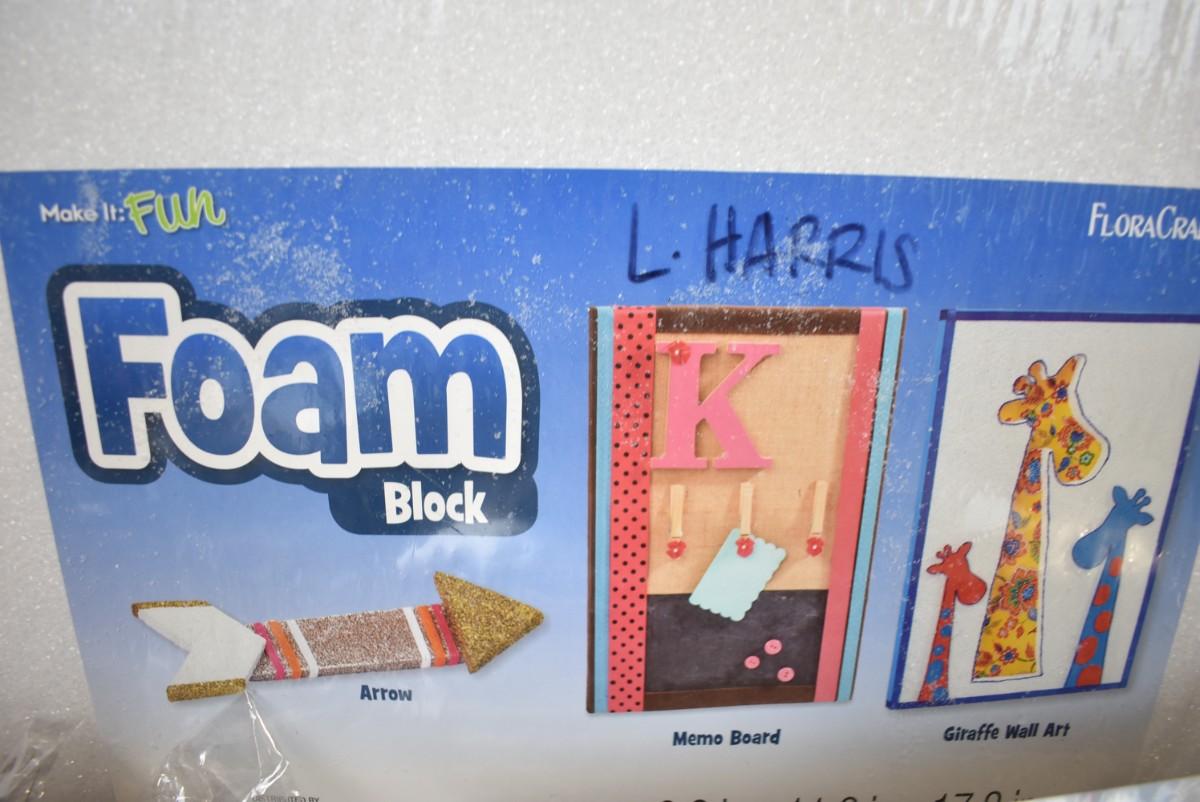 Make It: Fun
FLORACRA
L. HARRIS
Foam
Block
K
Arrow
Memo Board
Giraffe Wall Art